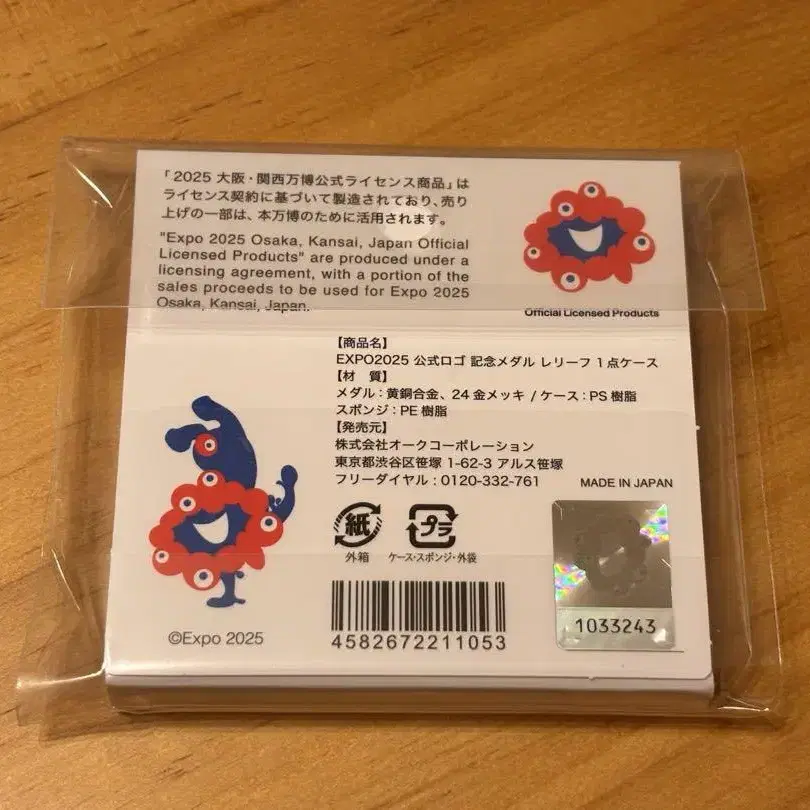 「2025 大阪・関西万博公式ライセンス商品」は
ライセンス契約に基づいて製造されており、売り
上げの一部は、本万博のために活用されます。
"Expo 2025 Osaka, Kansai, Japan Official
Licensed Products" are produced under a
licensing agreement, with a portion of the
sales proceeds to be used for Expo 2025
Osaka, Kansai, Japan.
Official Licensed Products
【商品名】
EXPO2025 公式ロゴ 記念メダル レリーフ 1点ケース
【材　質】
メダル：黄銅合金、24金メッキ / ケース：PS樹脂
スポンジ：PE樹脂
【発売元】
株式会社オークコーポレーション
東京都渋谷区笹塚 1-62-3 アルス笹塚
フリーダイヤル：0120-332-761
MADE IN JAPAN
紙
外箱
プラ
ケース・スポンジ・外袋
©Expo 2025
4582672211053
1033243